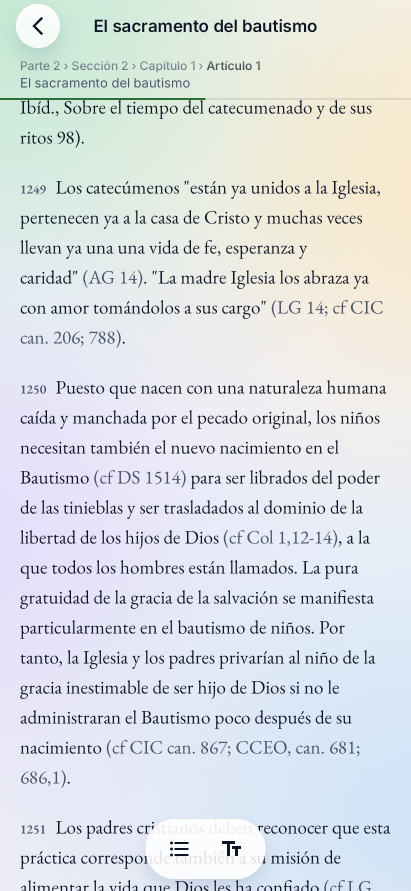 El sacramento del bautismo
Parte 2 › Sección 2 › Capítulo 1 › Artículo 1
El sacramento del bautismo
Ibíd., Sobre el tiempo del catecumenado y de sus
ritos 98).
1249 Los catecúmenos "están ya unidos a la Iglesia,
pertenecen ya a la casa de Cristo y muchas veces
llevan ya una una vida de fe, esperanza y
caridad" (AG 14). "La madre Iglesia los abraza ya
con amor tomándolos a sus cargo" (LG 14; cf CIC
can. 206; 788).
1250 Puesto que nacen con una naturaleza humana
caída y manchada por el pecado original, los niños
necesitan también el nuevo nacimiento en el
Bautismo (cf DS 1514) para ser librados del poder
de las tinieblas y ser trasladados al dominio de la
libertad de los hijos de Dios (cf Col 1,12-14), a la
que todos los hombres están llamados. La pura
gratuidad de la gracia de la salvación se manifiesta
particularmente en el bautismo de niños. Por
tanto, la Iglesia y los padres privarían al niño de la
gracia inestimable de ser hijo de Dios si no le
administraran el Bautismo poco después de su
nacimiento (cf CIC can. 867; CCEO, can. 681;
686,1).
1251 Los padres cristianos deben reconocer que esta
práctica corresponde también a su misión de
alimentar la vida que Dios les ha confiado (cf LG